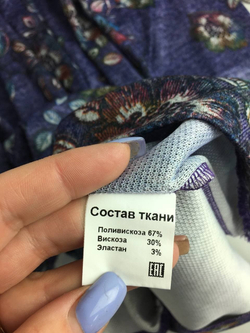 Состав ткани
Поливискоза 67%
Вискоза 30%
Эластан 3%
EAC